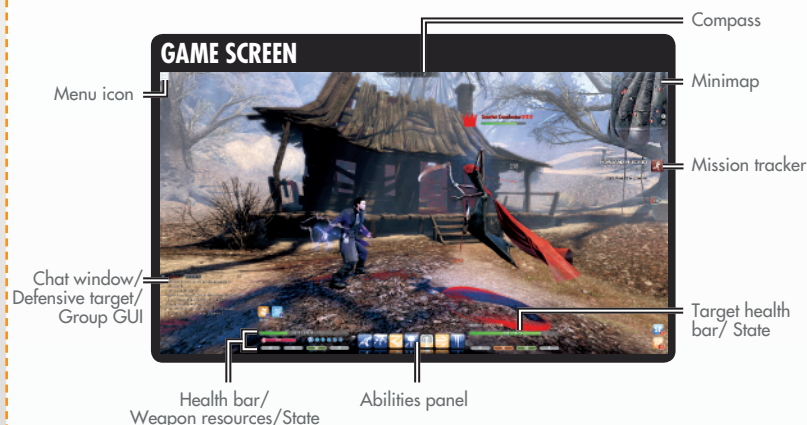 Compass
GAME SCREEN
Menu icon
Minimap
Mission tracker
Chat window/
Defensive target/
Group GUI
Target health
bar/ State
Health bar/
Weapon resources/State
Abilities panel